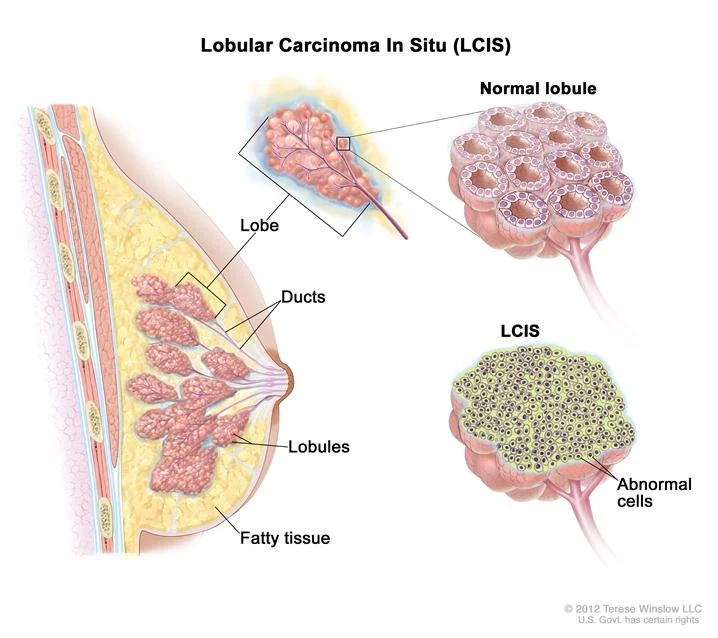 Lobular Carcinoma In Situ (LCIS)
Normal lobule
Lobe
Ducts
LCIS
Lobules
Abnormal
cells
Fatty tissue
© 2012 Terese Winslow LLC
U.S. Govt. has certain rights